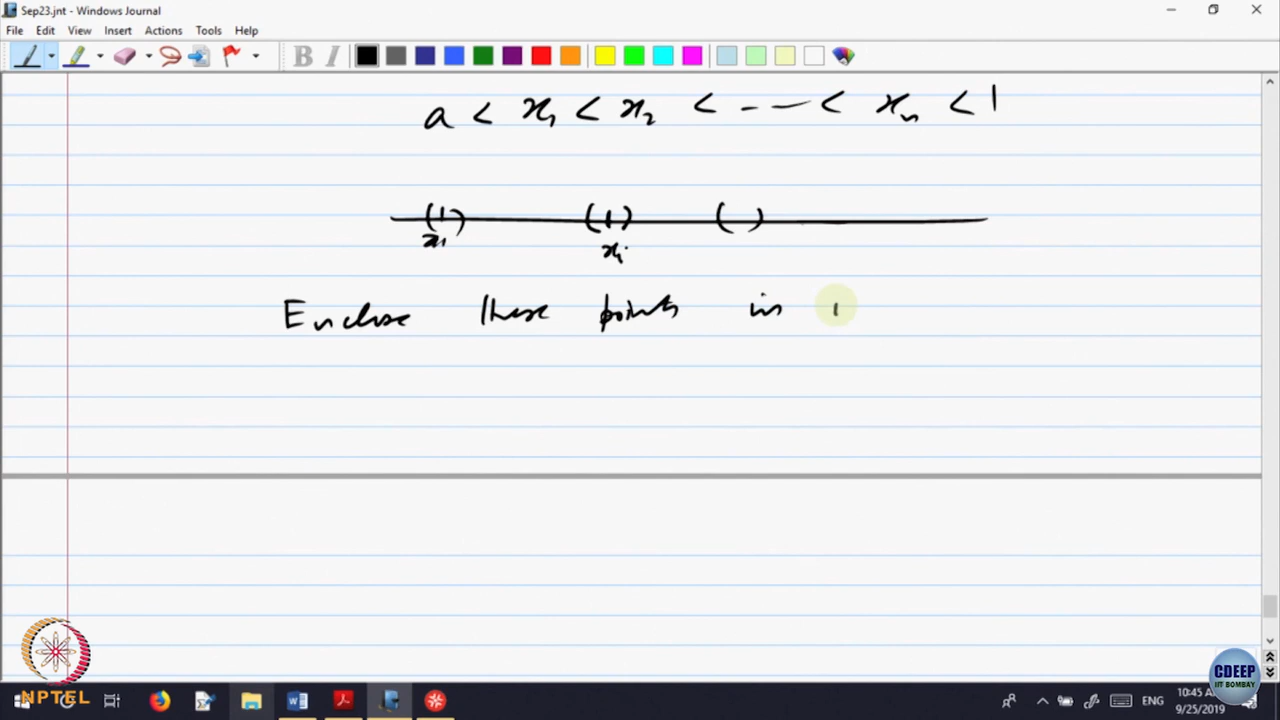 Sep23.jnt - Windows Journal
File Edit View Insert Actions Tools Help
B I
a < x1 < x2 < - - < xn < 1
( | ) ( | ) ( )
x1 xi
Enclose these points in
NPTEL
CDEEP
IIT BOMBAY
ENG
10:45 A
9/25/2019